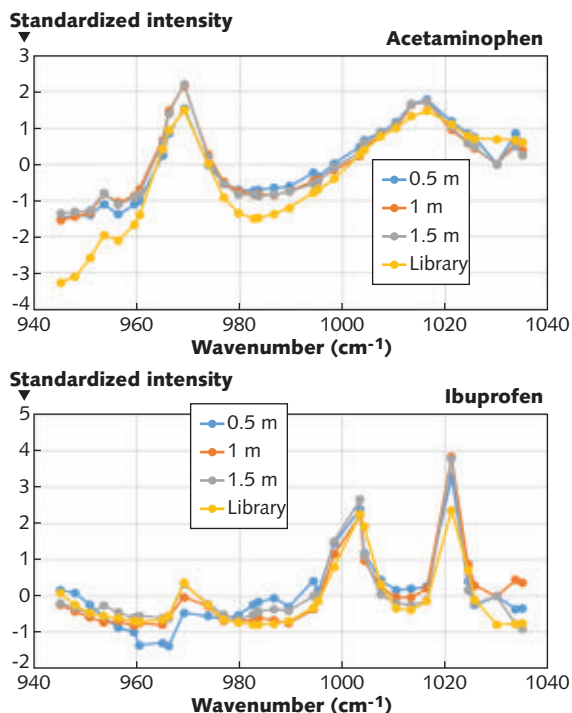 Standardized intensity
Acetaminophen
3
2
1
0
-1
-2
-3
-4
0.5 m
1 m
1.5 m
Library
940 960 980 1000 1020 1040
Wavenumber (cm-1)
Standardized intensity
Ibuprofen
5
4
3
2
1
0
-1
-2
0.5 m
1 m
1.5 m
Library
940 960 980 1000 1020 1040
Wavenumber (cm-1)